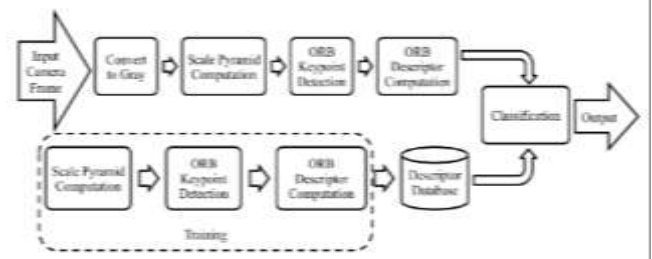 Input
Camera
Frame
Convert
to Gray
Scale Pyramid
Computation
ORB
Keypoint
Detection
ORB
Descriptor
Computation
Classification
Output
Scale Pyramid
Computation
ORB
Keypoint
Detection
ORB
Descriptor
Computation
Descriptor
Database
Training